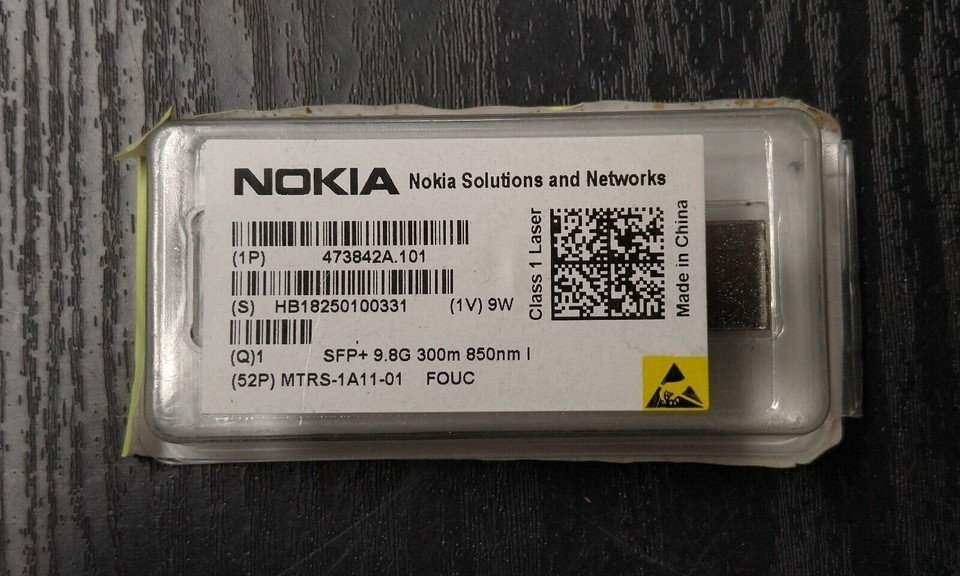 NOKIA Nokia Solutions and Networks
(1P) 473842A.101
(S) HB18250100331 (1V) 9W
(Q)1 SFP+ 9.8G 300m 850nm I
(52P) MTRS-1A11-01 FOUC
Class 1 Laser
Made in China